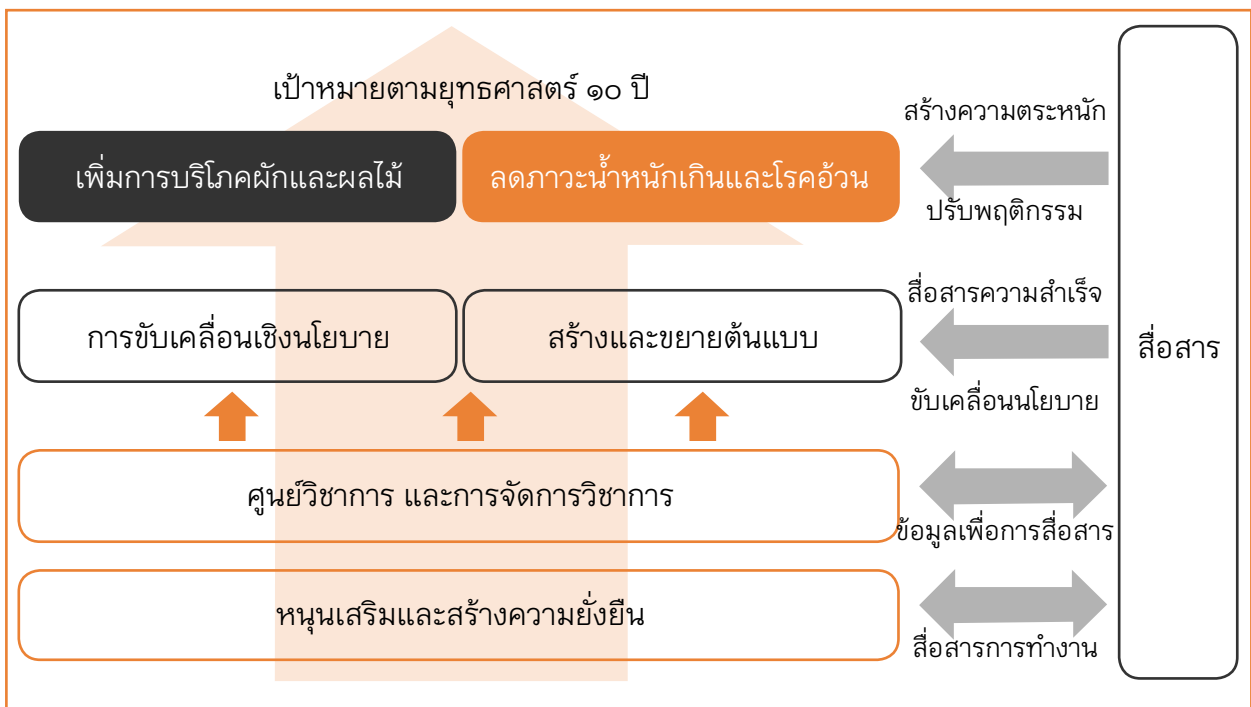 เป้าหมายตามยุทธศาสตร์ ๑๐ ปี
เพิ่มการบริโภคผักและผลไม้
ลดภาวะน้ำหนักเกินและโรคอ้วน
สร้างความตระหนัก
ปรับพฤติกรรม
การขับเคลื่อนเชิงนโยบาย
สร้างและขยายต้นแบบ
สื่อสารความสำเร็จ
ขับเคลื่อนนโยบาย
สื่อสาร
ศูนย์วิชาการ และการจัดการวิชาการ
ข้อมูลเพื่อการสื่อสาร
หนุนเสริมและสร้างความยั่งยืน
สื่อสารการทำงาน